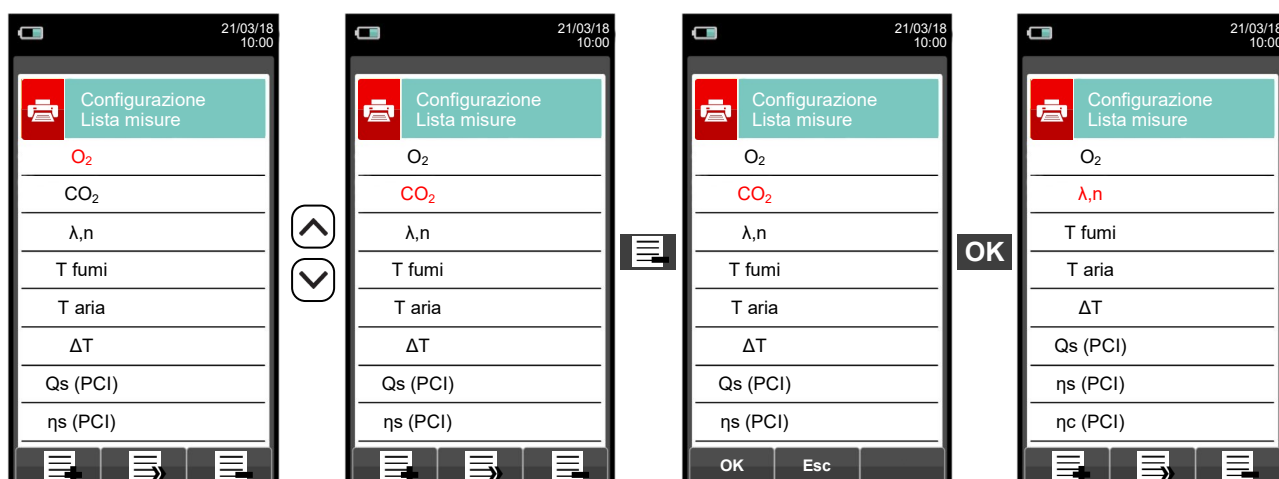 21/03/18
10:00
Configurazione
Lista misure
O₂
CO₂
λ,n
T fumi
T aria
ΔT
Qs (PCI)
ηs (PCI)
21/03/18
10:00
Configurazione
Lista misure
O₂
CO₂
λ,n
T fumi
T aria
ΔT
Qs (PCI)
ηs (PCI)
21/03/18
10:00
Configurazione
Lista misure
O₂
CO₂
λ,n
T fumi
T aria
ΔT
Qs (PCI)
ηs (PCI)
OK Esc
OK
21/03/18
10:00
Configurazione
Lista misure
O₂
λ,n
T fumi
T aria
ΔT
Qs (PCI)
ηs (PCI)
ηc (PCI)